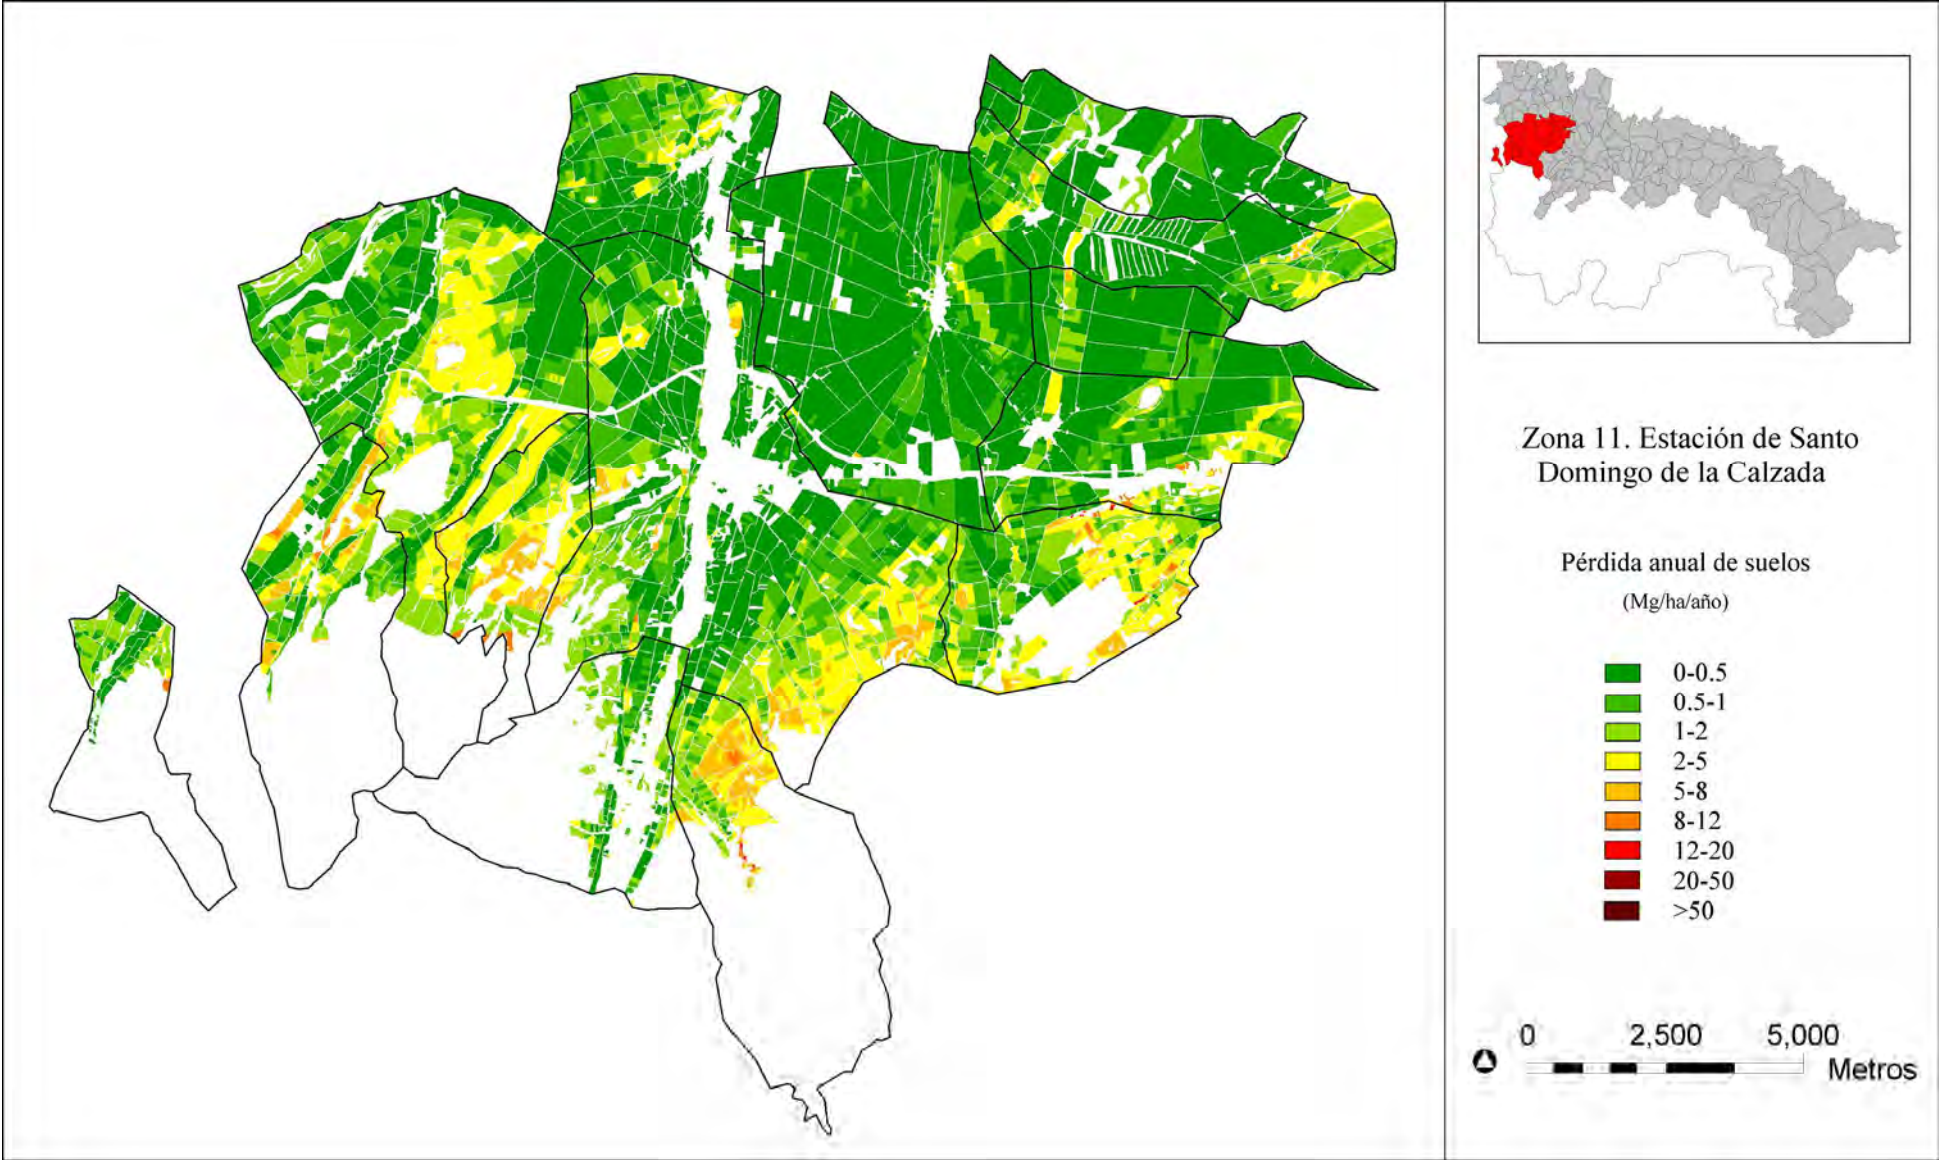 Zona 11. Estación de Santo
Domingo de la Calzada
Pérdida anual de suelos
(Mg/ha/año)
0-0.5
0.5-1
1-2
2-5
5-8
8-12
12-20
20-50
>50
0 2,500 5,000
Metros